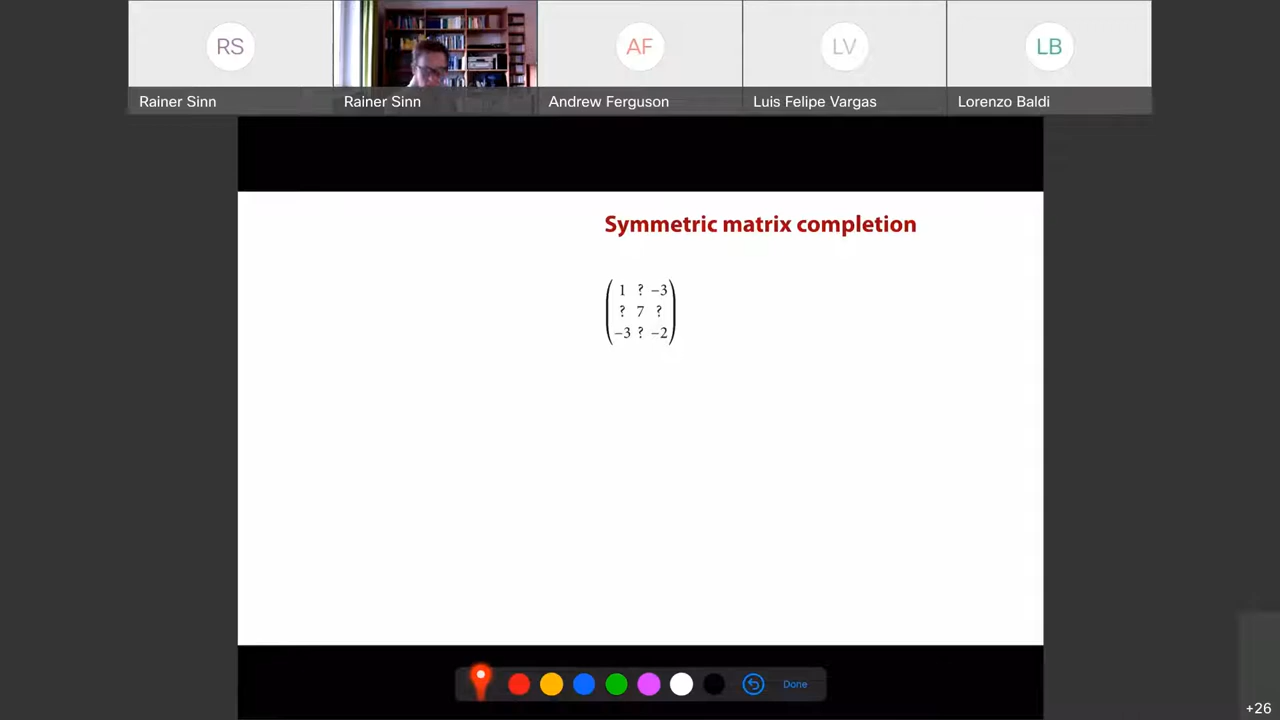 RS
AF
LV
LB
Rainer Sinn
Rainer Sinn
Andrew Ferguson
Luis Felipe Vargas
Lorenzo Baldi
Symmetric matrix completion
1 ? −3
? 7 ?
−3 ? −2
Done
+26